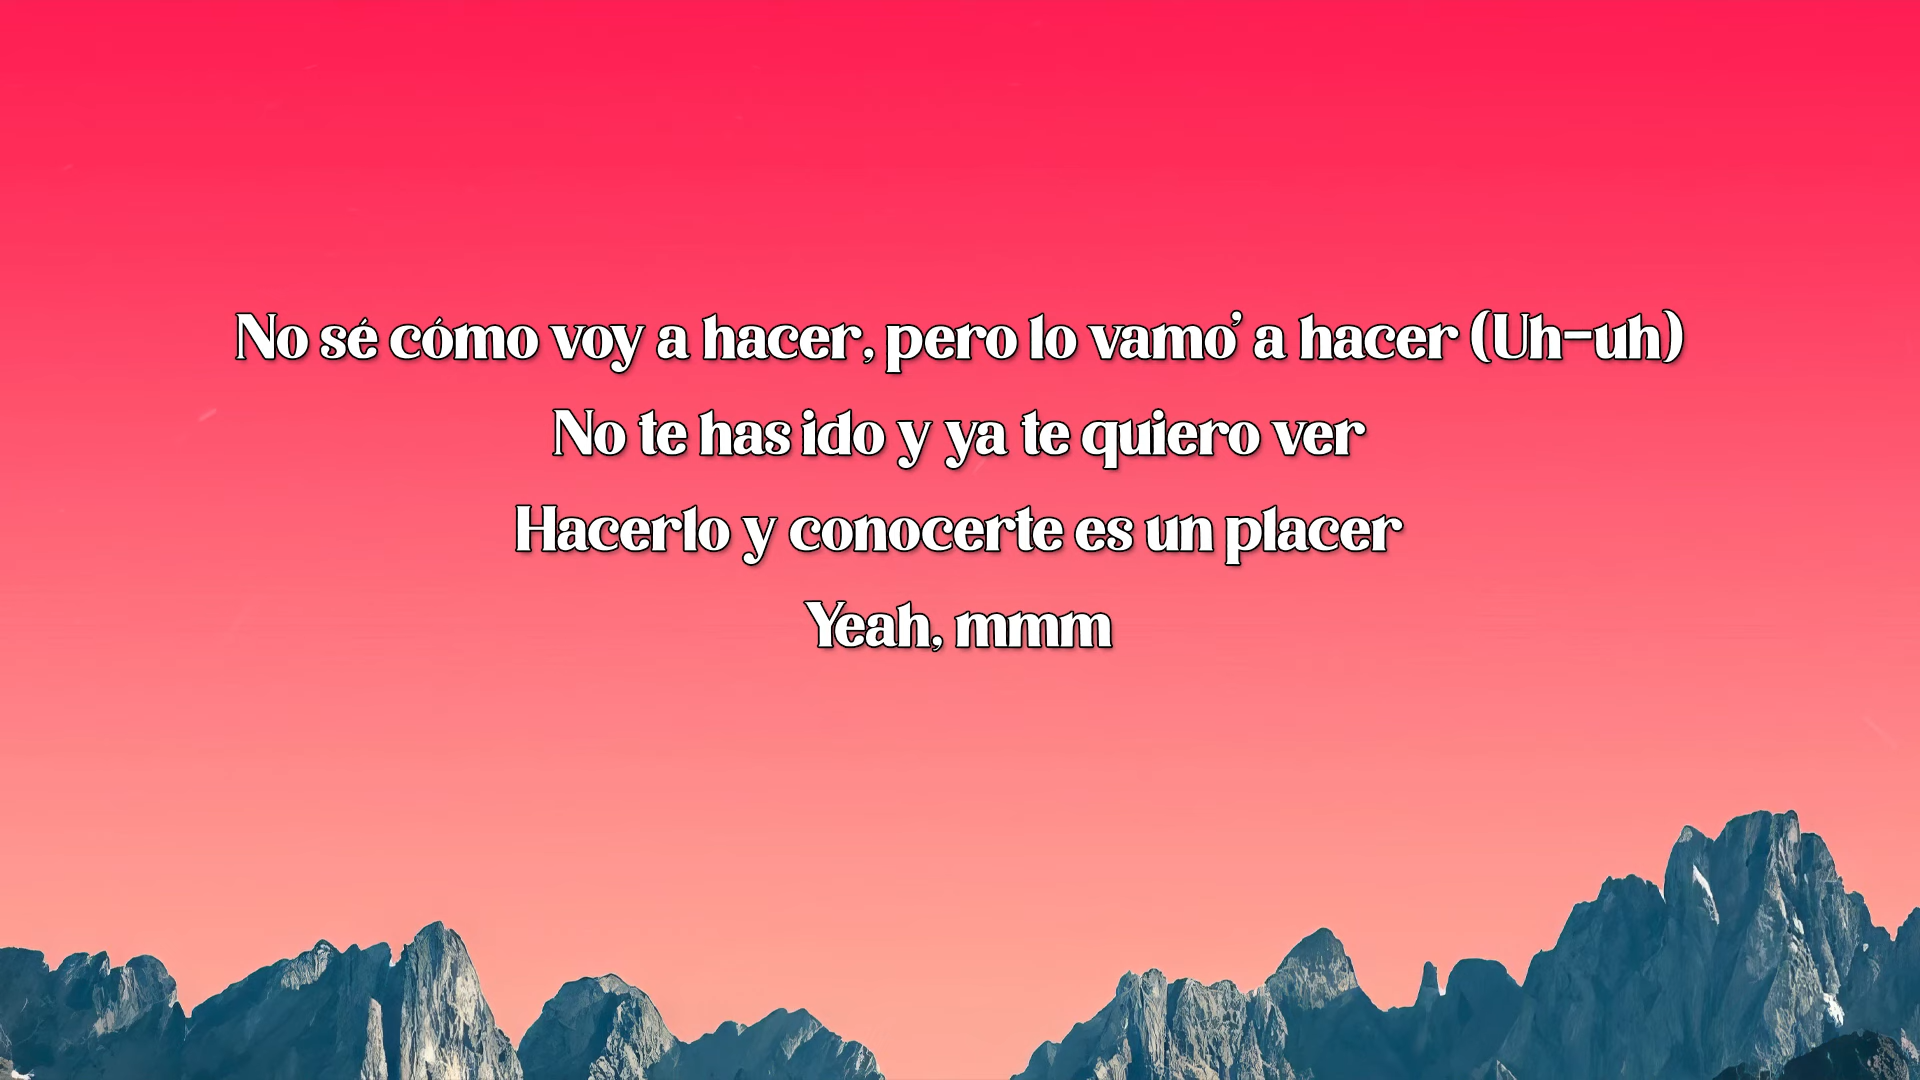 No sé cómo voy a hacer, pero lo vamo' a hacer (Uh-uh)
No te has ido y ya te quiero ver
Hacerlo y conocerte es un placer
Yeah, mmm